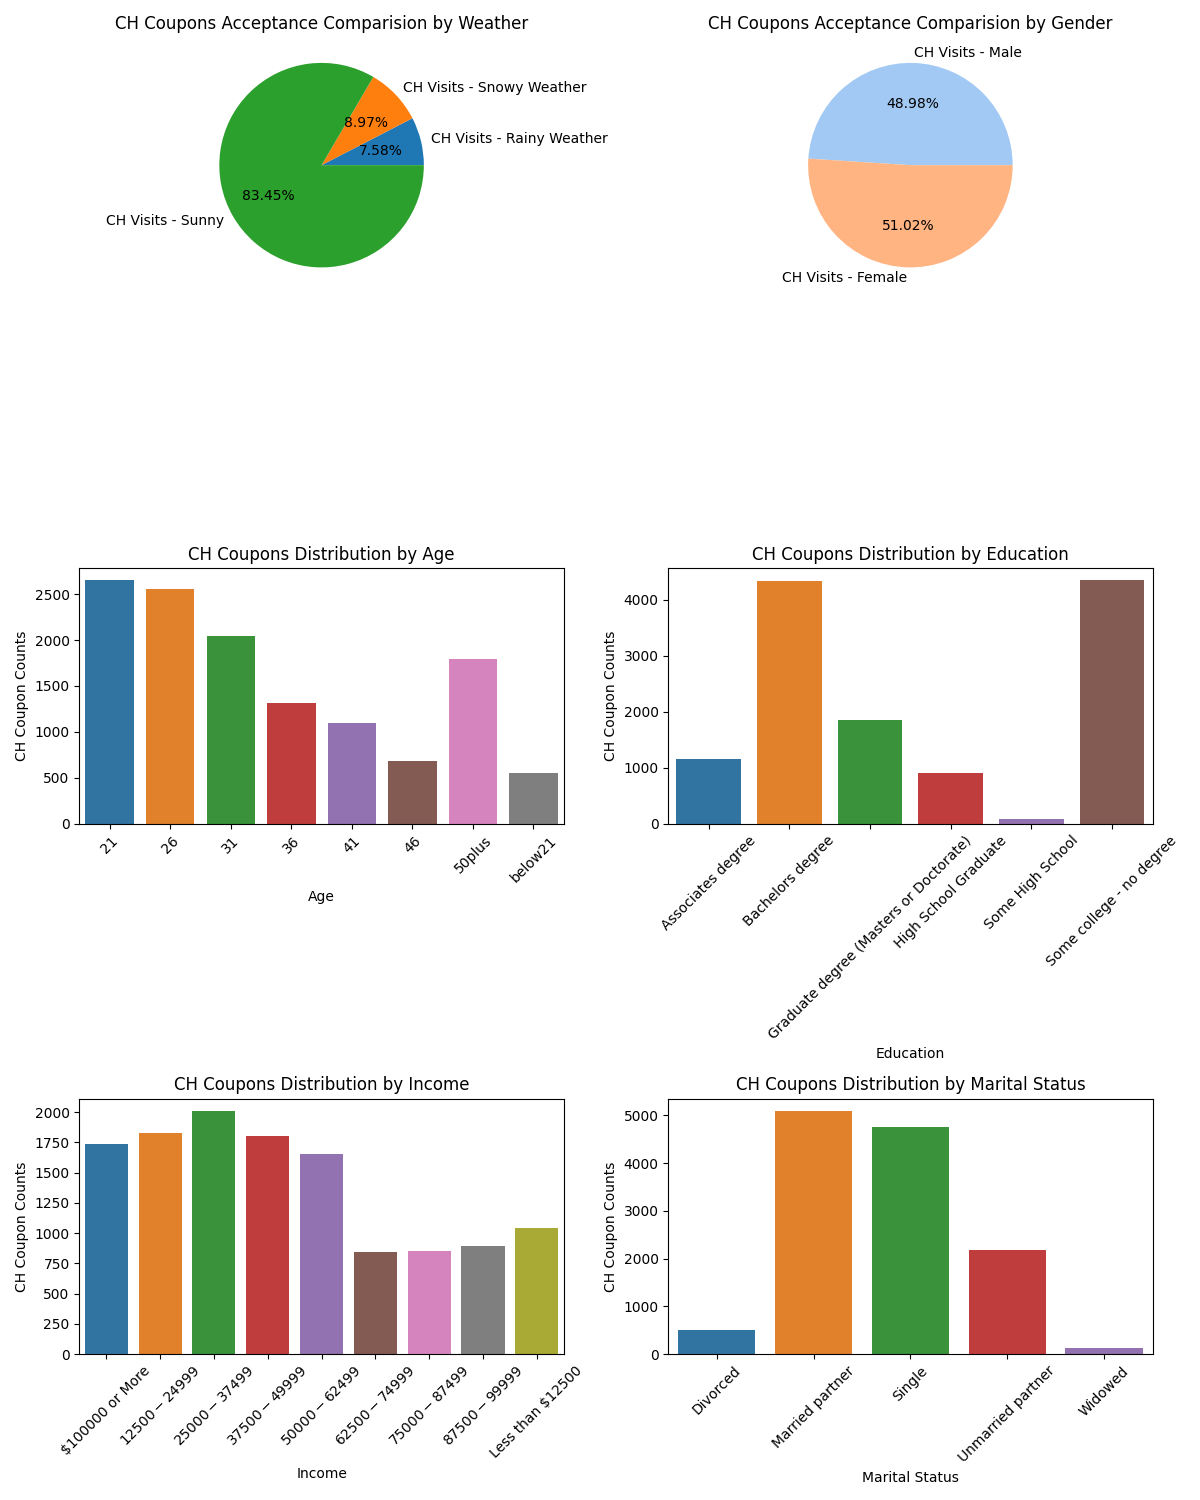 CH Coupons Acceptance Comparision by Weather
CH Visits - Snowy Weather
8.97%
CH Visits - Rainy Weather
7.58%
83.45%
CH Visits - Sunny
CH Coupons Acceptance Comparision by Gender
CH Visits - Male
48.98%
51.02%
CH Visits - Female
CH Coupons Distribution by Age
CH Coupon Counts
2500
2000
1500
1000
500
0
21
26
31
36
41
46
50plus
below21
Age
CH Coupons Distribution by Education
CH Coupon Counts
4000
3000
2000
1000
0
Associates degree
Bachelors degree
Graduate degree (Masters or Doctorate)
High School Graduate
Some High School
Some college - no degree
Education
CH Coupons Distribution by Income
CH Coupon Counts
2000
1750
1500
1250
1000
750
500
250
0
$100000 or More
12500 − 24999
25000 − 37499
37500 − 49999
50000 − 62499
62500 − 74999
75000 − 87499
87500 − 99999
Less than $12500
Income
CH Coupons Distribution by Marital Status
CH Coupon Counts
5000
4000
3000
2000
1000
0
Divorced
Married partner
Single
Unmarried partner
Widowed
Marital Status